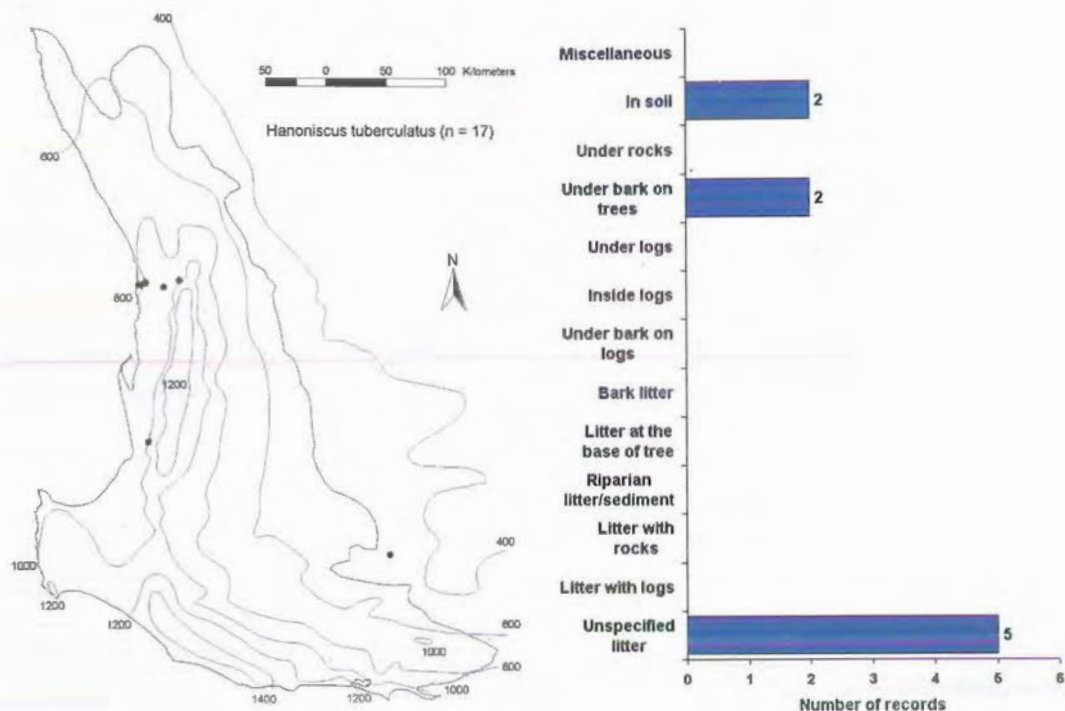 400
50 0 50 100 Kilometers
Hanoniscus tuberculatus (n = 17)
600
N
800
1200
400
1000
1200
1200
800
1000
600
1000
1200
1400
Miscellaneous
In soil
2
Under rocks
Under bark on
trees
2
Under logs
Inside logs
Under bark on
logs
Bark litter
Litter at the
base of tree
Riparian
litter/sediment
Litter with
rocks
Litter with logs
Unspecified
litter
5
0 1 2 3 4 5 6
Number of records